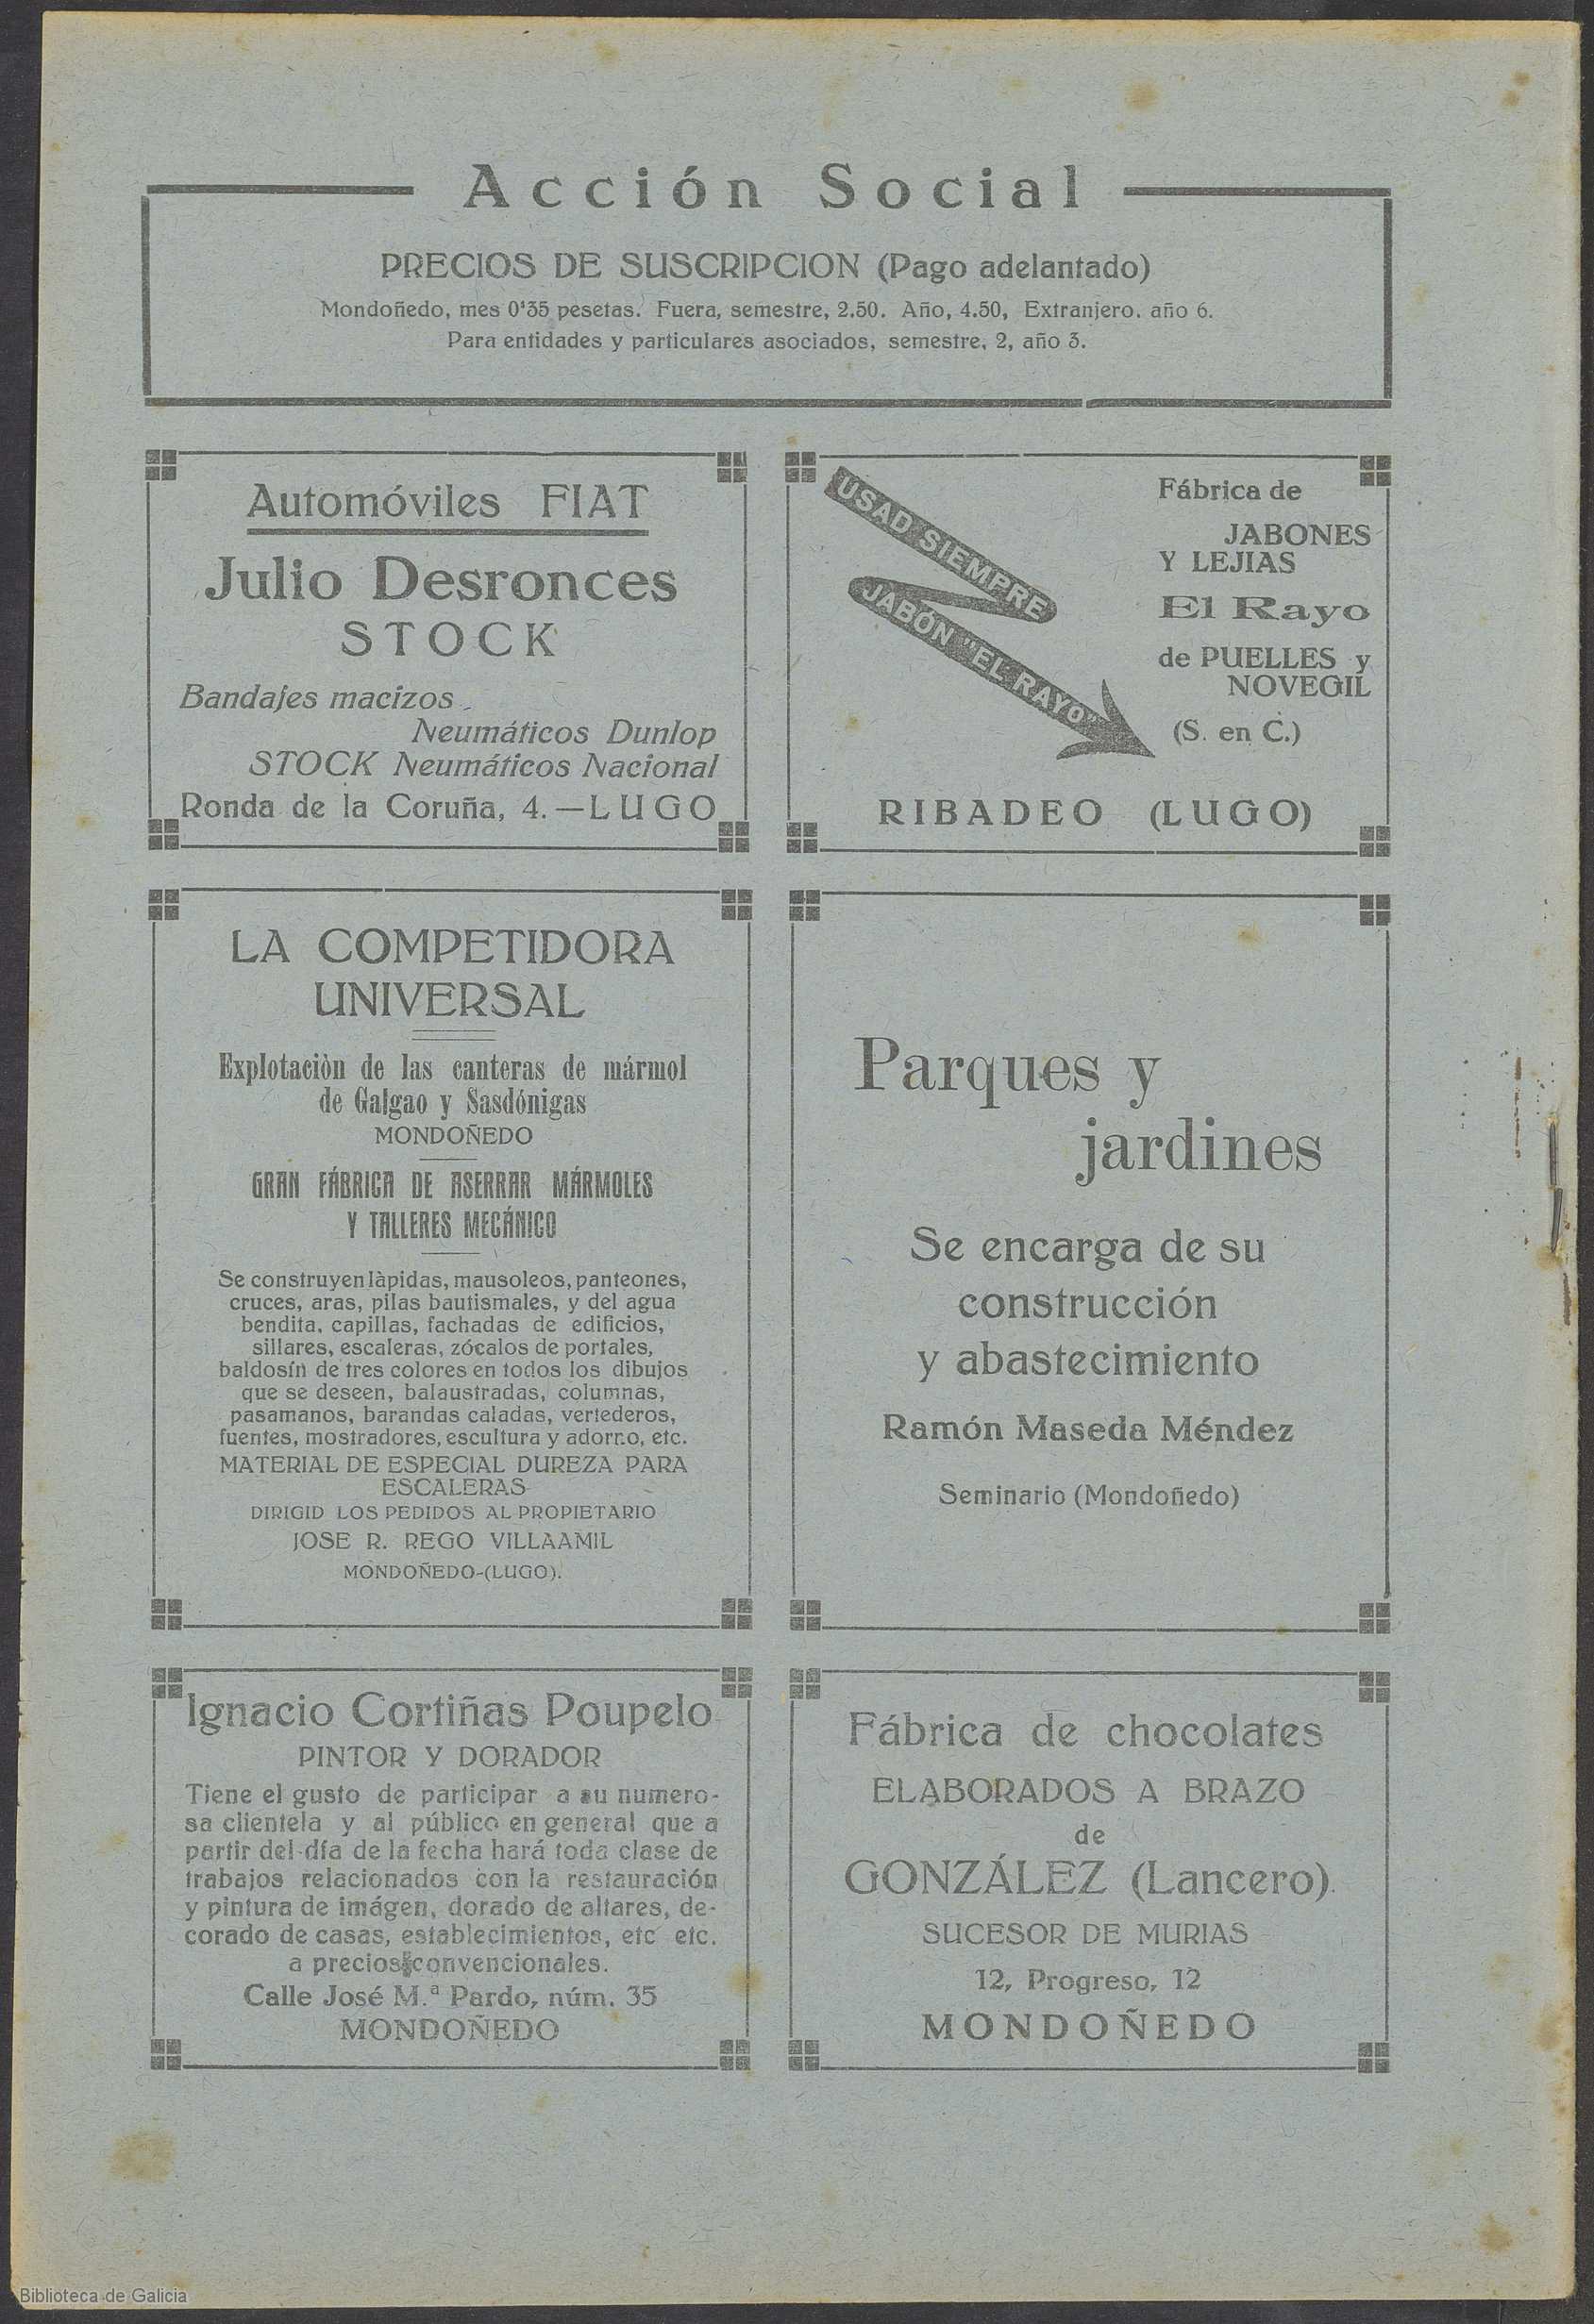 Acción Social
PRECIOS DE SUSCRIPCION (Pago adelantado)
Mondoñedo, mes 0'35 pesetas. Fuera, semestre, 2.50. Año, 4.50, Extranjero. año 6.
Para entidades y particulares asociados, semestre, 2, año 3.
Automóviles FIAT
Julio Desronces
STOCK
Bandajes macizos
Neumáticos Dunlop
STOCK Neumáticos Nacional
Ronda de la Coruña, 4.—LUGO
USAD SIEMPRE
JABÓN "EL RAYO"
Fábrica de
JABONES
Y LEJIAS
El Rayo
de PUELLES y
NOVEGIL
(S. en C.)
RIBADEO (LUGO)
LA COMPETIDORA
UNIVERSAL
Explotaciòn de las canteras de mármol
de Galgao y Sasdónigas
MONDOÑEDO
GRAN FÁBRICA DE ASERRAR MÁRMOLES
Y TALLERES MECÁNICO
Se construyen làpidas, mausoleos, panteones,
cruces, aras, pilas bautismales, y del agua
bendita, capillas, fachadas de edificios,
sillares, escaleras, zócalos de portales,
baldosín de tres colores en todos los dibujos
que se deseen, balaustradas, columnas,
pasamanos, barandas caladas, vertederos,
fuentes, mostradores, escultura y adorno, etc.
MATERIAL DE ESPECIAL DUREZA PARA
ESCALERAS
DIRIGID LOS PEDIDOS AL PROPIETARIO
JOSE R. REGO VILLAAMIL
MONDOÑEDO-(LUGO).
Parques y
jardines
Se encarga de su
construcción
y abastecimiento
Ramón Maseda Méndez
Seminario (Mondoñedo)
Ignacio Cortiñas Poupelo
PINTOR Y DORADOR
Tiene el gusto de participar a su numero-
sa clientela y al público en general que a
partir del día de la fecha hará toda clase de
trabajos relacionados con la restauración
y pintura de imágen, dorado de altares, de-
corado de casas, establecimientos, etc etc.
a precios convencionales.
Calle José M.ª Pardo, núm. 35
MONDOÑEDO
Fábrica de chocolates
ELABORADOS A BRAZO
de
GONZÁLEZ (Lancero).
SUCESOR DE MURIAS
12, Progreso, 12
MONDOÑEDO
Biblioteca de Galicia